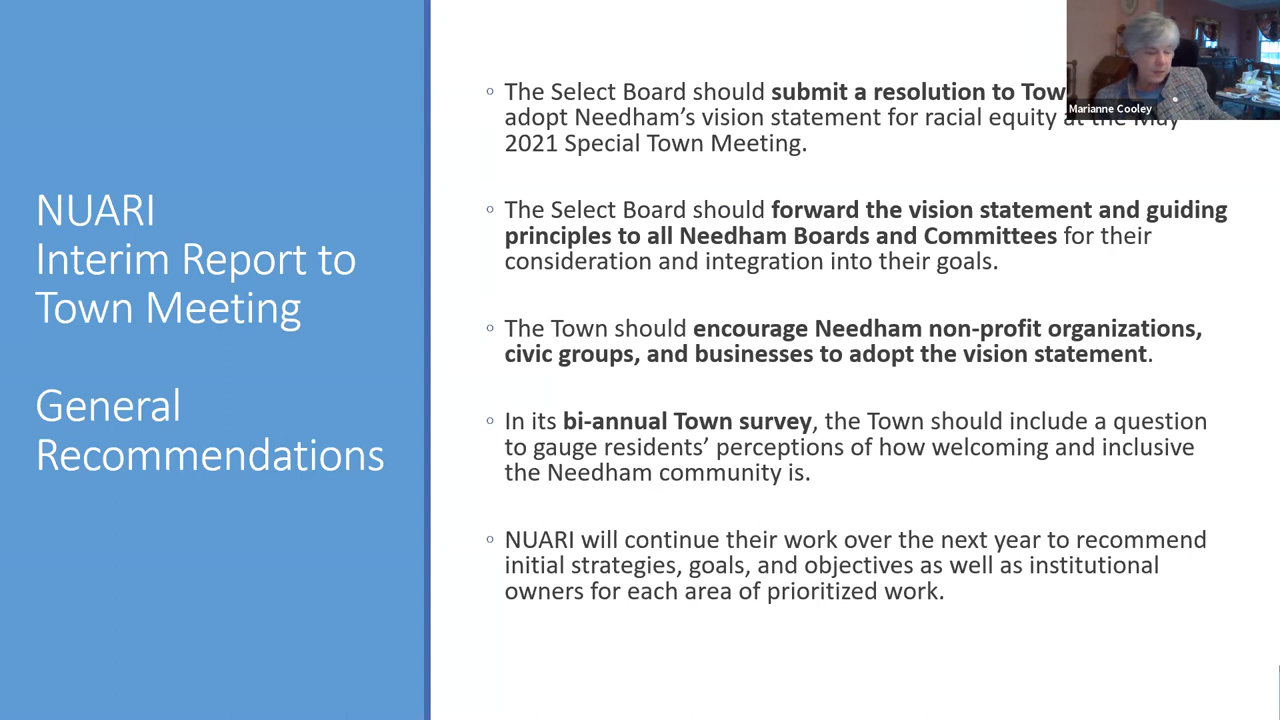 NUARI
Interim Report to
Town Meeting
General
Recommendations
The Select Board should submit a resolution to
adopt Needham's vision statement for racial equity at the May
2021 Special Town Meeting.
The Select Board should forward the vision statement and guiding
principles to all Needham Boards and Committees for their
consideration and integration into their goals.
The Town should encourage Needham non-profit organizations,
civic groups, and businesses to adopt the vision statement.
In its bi-annual Town survey, the Town should include a question
to gauge residents' perceptions of how welcoming and inclusive
the Needham community is.
NUARI will continue their work over the next year to recommend
initial strategies, goals, and objectives as well as institutional
owners for each area of prioritized work.
Marianne Cooley